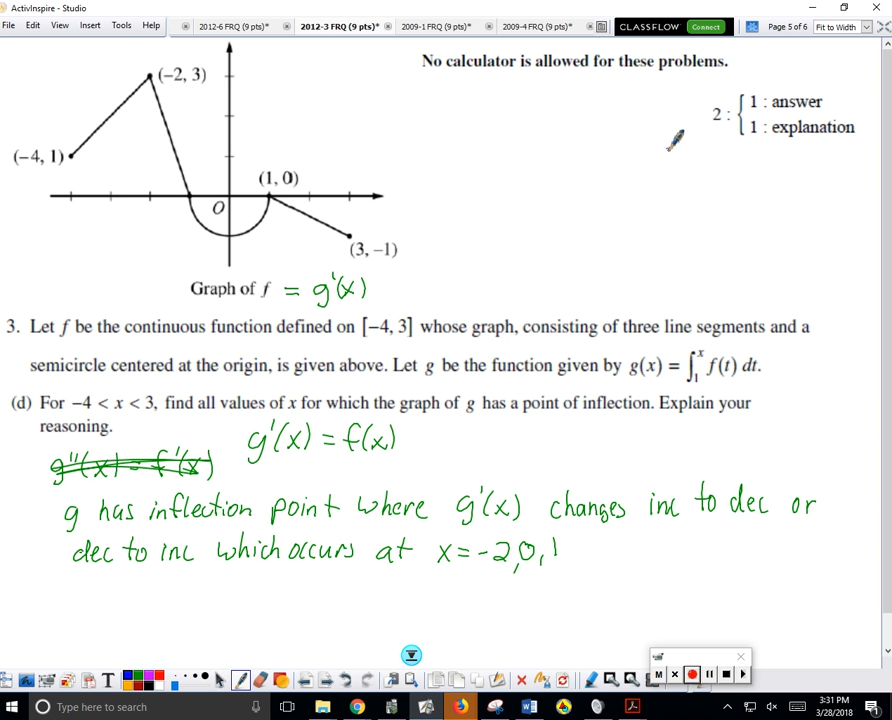 ActivInspire - Studio
File Edit View Insert Tools Help
2012-6 FRQ (9 pts)* 2012-3 FRQ (9 pts)* 2009-1 FRQ (9 pts)* 2009-4 FRQ (9 pts)* CLASSFLOW Connect Page 5 of 6 Fit to Width
No calculator is allowed for these problems.
2 : { 1 : answer
1 : explanation
(−2, 3)
(−4, 1)
(1, 0)
O
(3, −1)
Graph of f = g'(x)
3. Let f be the continuous function defined on [−4, 3] whose graph, consisting of three line segments and a
semicircle centered at the origin, is given above. Let g be the function given by g(x) = ∫₁ˣ f(t) dt.
(d) For −4 < x < 3, find all values of x for which the graph of g has a point of inflection. Explain your
reasoning.
g'(x) = f(x)
g''(x) = f'(x)
g has inflection point where g'(x) changes inc to dec or
dec to inc which occurs at x = -2, 0, 1
T
M
Type here to search
3:31 PM
3/28/2018